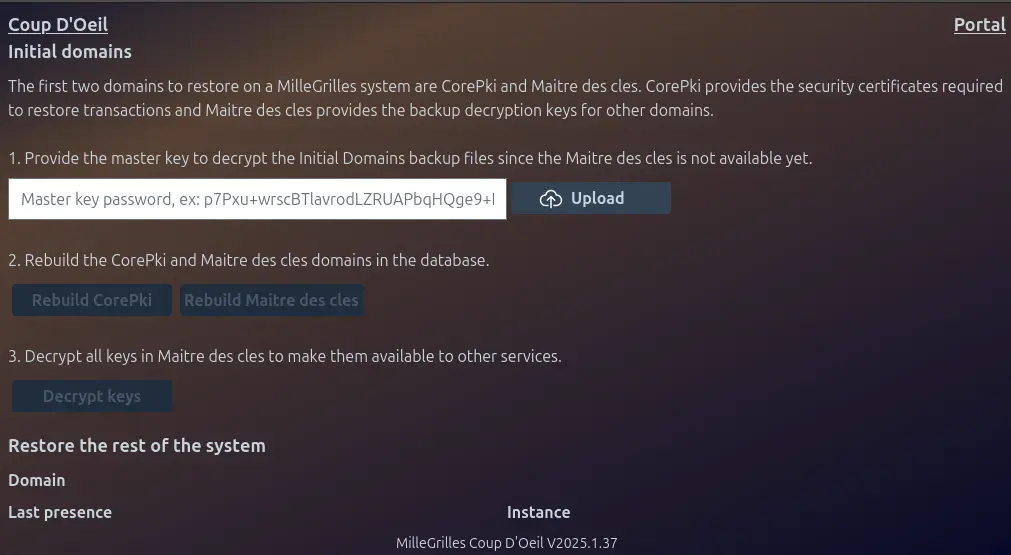 Coup D'Oeil
Portal
Initial domains
The first two domains to restore on a MilleGrilles system are CorePki and Maitre des cles. CorePki provides the security certificates required
to restore transactions and Maitre des cles provides the backup decryption keys for other domains.
1. Provide the master key to decrypt the Initial Domains backup files since the Maitre des cles is not available yet.
Master key password, ex: p7Pxu+wrscBTlavrodLZRUAPbqHQge9+I
Upload
2. Rebuild the CorePki and Maitre des cles domains in the database.
Rebuild CorePki
Rebuild Maitre des cles
3. Decrypt all keys in Maitre des cles to make them available to other services.
Decrypt keys
Restore the rest of the system
Domain
Last presence
Instance
MilleGrilles Coup D'Oeil V2025.1.37